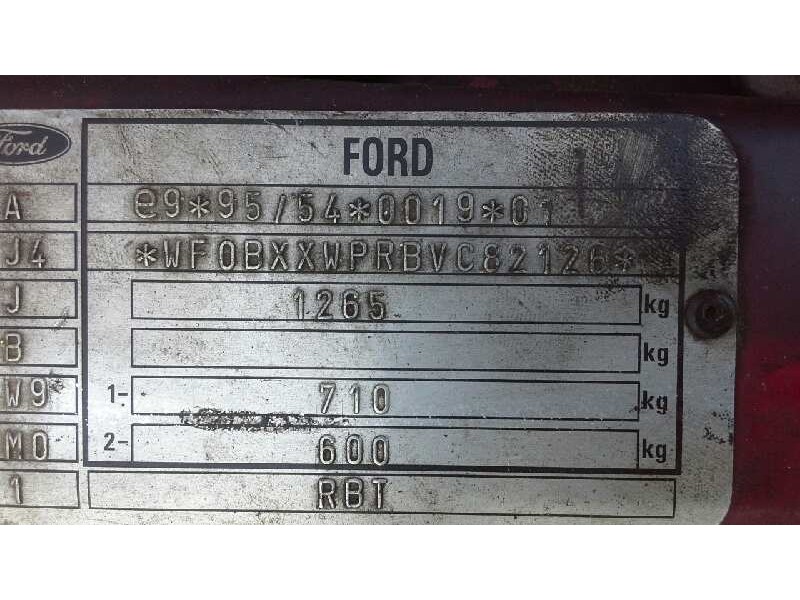 Ford FORD
A e9*95/54*0019*01
J4 *WF0BXXWPRBVC82126*
J 1265 kg
B kg
W9 1- 710 kg
M0 2- 600 kg
1 RBT